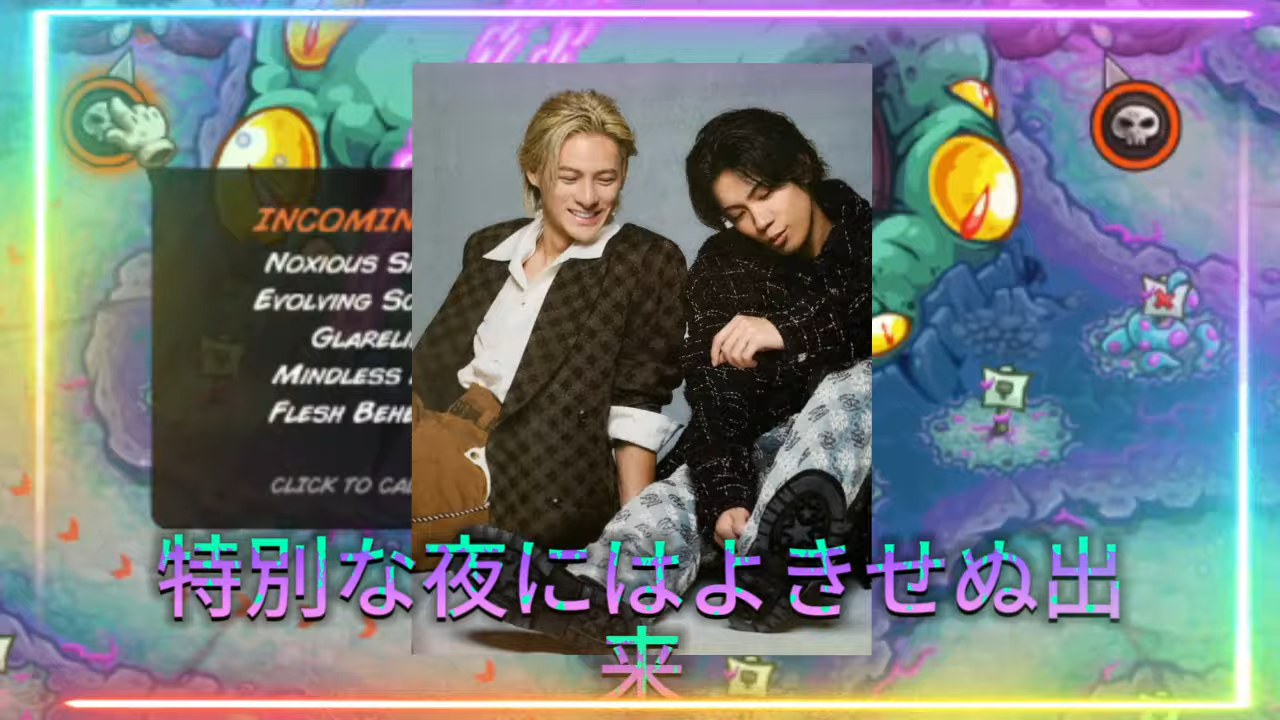 INCOMIN
NOXIOUS S
EVOLVING SO
GLARELI
MINDLESS
FLESH BEHE
CLICK TO CA
特別な夜にはよきせぬ出
来